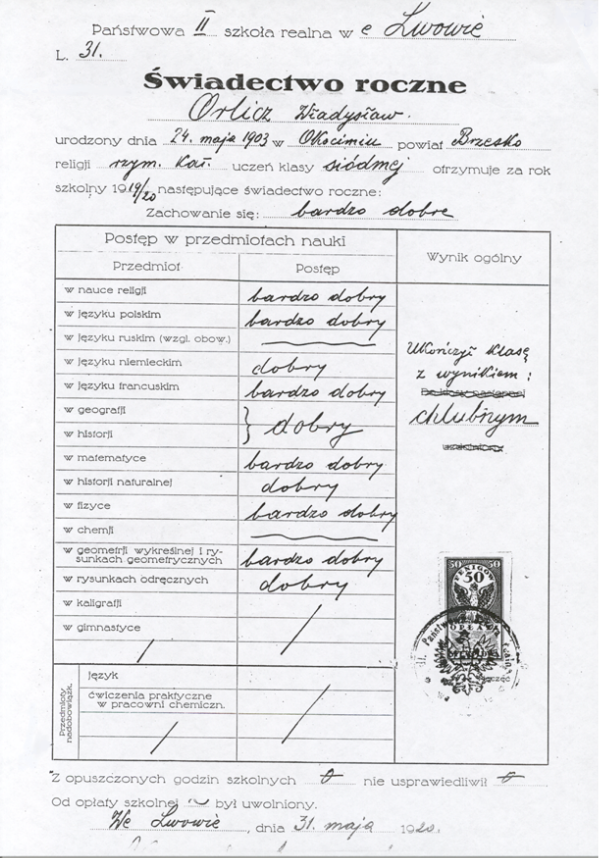 Państwowa II szkoła realna w e Lwowie
L. 31.
Świadectwo roczne
Orlicz Władysław.
urodzony dnia 24. maja 1903 w Okocimiu powiat Brzesko
religji rzym. kat. uczeń klasy siódmej otrzymuje za rok
szkolny 1919/20 następujące świadectwo roczne:
Zachowanie się: bardzo dobre
Postęp w przedmiotach nauki
Wynik ogólny
Przedmiot Postęp
w nauce religji bardzo dobry
w języku polskim bardzo dobry
w języku ruskim (wzgl. obow.)
w języku niemieckim dobry
w języku francuskim bardzo dobry
w geografji
w historji
} dobry
w matematyce bardzo dobry
w historji naturalnej dobry
w fizyce bardzo dobry
w chemji
w geometrji wykreślnej i ry-
sunkach geometrycznych bardzo dobry
w rysunkach odręcznych dobry
w kaligrafji
w gimnastyce
Ukończył klasę
z wynikiem:
chlubnym
50 50
FENIGÓW
50
OPŁATA
Przedmioty
nadobowiązk.
Język
ćwiczenia praktyczne
w pracowni chemiczn.
Z opuszczonych godzin szkolnych 0 nie usprawiedliwił 0
Od opłaty szkolnej był uwolniony.
We Lwowie, dnia 31. maja 1920.